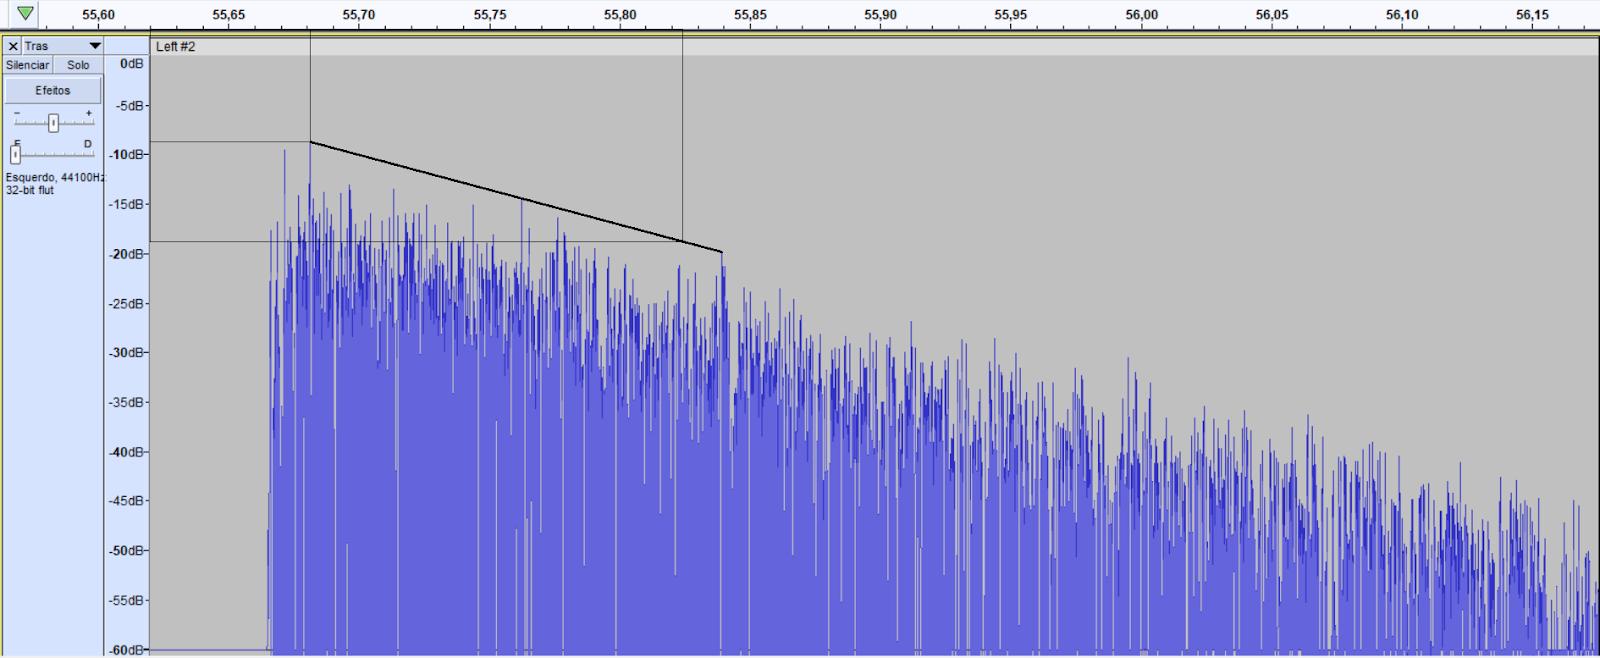 55,60 55,65 55,70 55,75 55,80 55,85 55,90 55,95 56,00 56,05 56,10 56,15
Tras Left #2
Silenciar Solo
Efeitos
- +
E D
Esquerdo, 44100Hz
32-bit flut
0dB
-5dB
-10dB
-15dB
-20dB
-25dB
-30dB
-35dB
-40dB
-45dB
-50dB
-55dB
-60dB